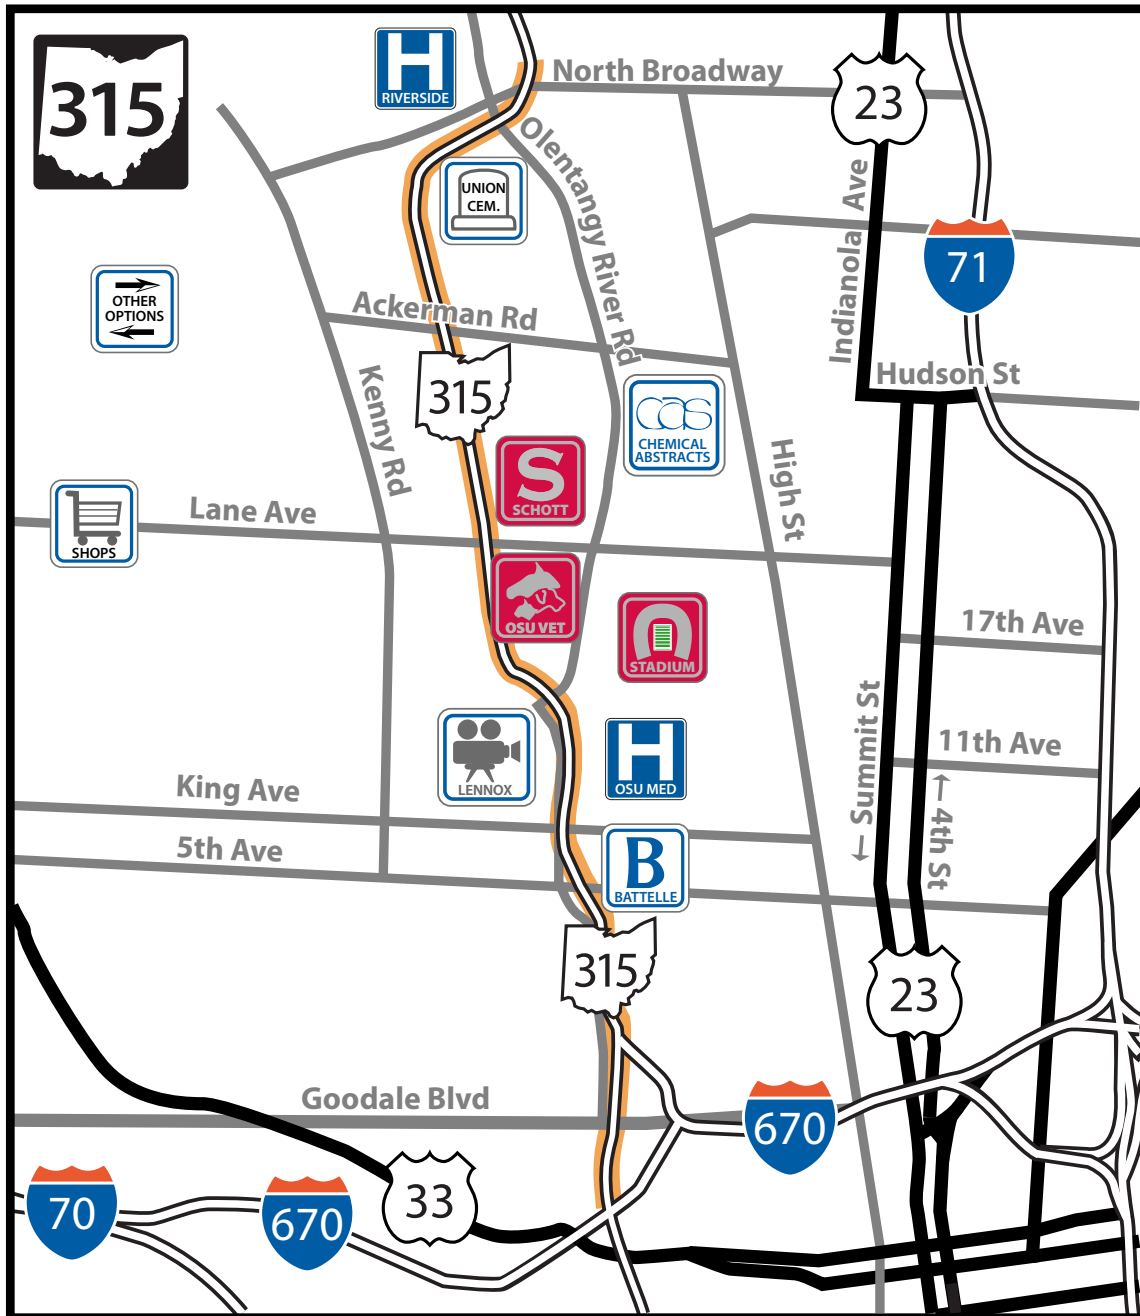 315
H
RIVERSIDE
North Broadway
23
Olentangy River Rd
UNION
CEM.
Indianola Ave
71
OTHER
OPTIONS
Ackerman Rd
315
Kenny Rd
Hudson St
cas
CHEMICAL
ABSTRACTS
S
SCHOTT
High St
Lane Ave
SHOPS
OSU VET
STADIUM
17th Ave
← Summit St
11th Ave
← 4th St
LENNOX
H
OSU MED
King Ave
5th Ave
B
BATTELLE
315
23
Goodale Blvd
670
70
670
33